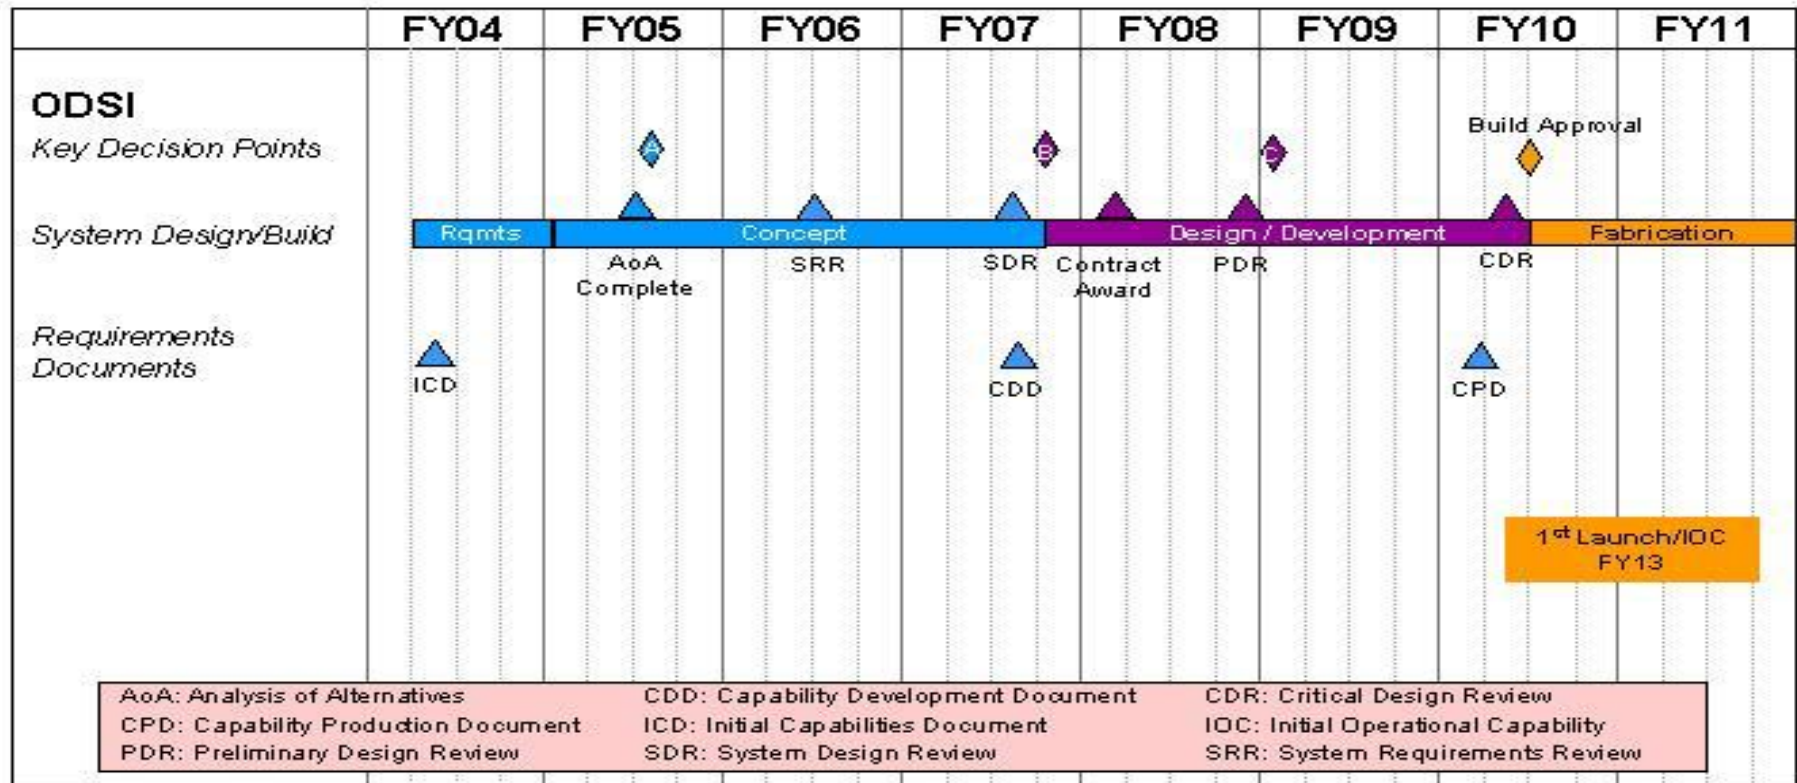 FY04 FY05 FY06 FY07 FY08 FY09 FY10 FY11
ODSI
Build Approval
Key Decision Points
A B C
System Design/Build
Rqmts Concept Design / Development Fabrication
AoA
Complete
SRR
SDR
Contract
Award
PDR
CDR
Requirements
Documents
ICD
CDD
CPD
1st Launch/IOC
FY13
AoA: Analysis of Alternatives
CDD: Capability Development Document
CDR: Critical Design Review
CPD: Capability Production Document
ICD: Initial Capabilities Document
IOC: Initial Operational Capability
PDR: Preliminary Design Review
SDR: System Design Review
SRR: System Requirements Review